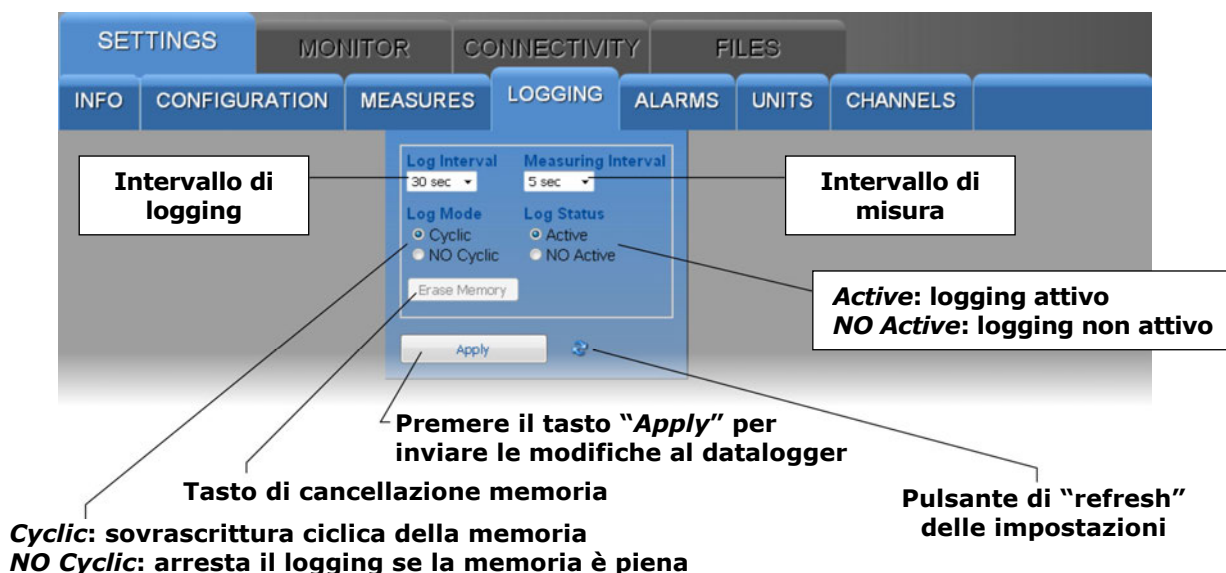 SETTINGS MONITOR CONNECTIVITY FILES
INFO CONFIGURATION MEASURES LOGGING ALARMS UNITS CHANNELS
Log Interval Measuring Interval
30 sec 5 sec
Intervallo di
logging
Intervallo di
misura
Log Mode Log Status
Cyclic Active
NO Cyclic NO Active
Erase Memory
Active: logging attivo
NO Active: logging non attivo
Apply
Premere il tasto “Apply” per
inviare le modifiche al datalogger
Tasto di cancellazione memoria
Pulsante di “refresh”
delle impostazioni
Cyclic: sovrascrittura ciclica della memoria
NO Cyclic: arresta il logging se la memoria è piena